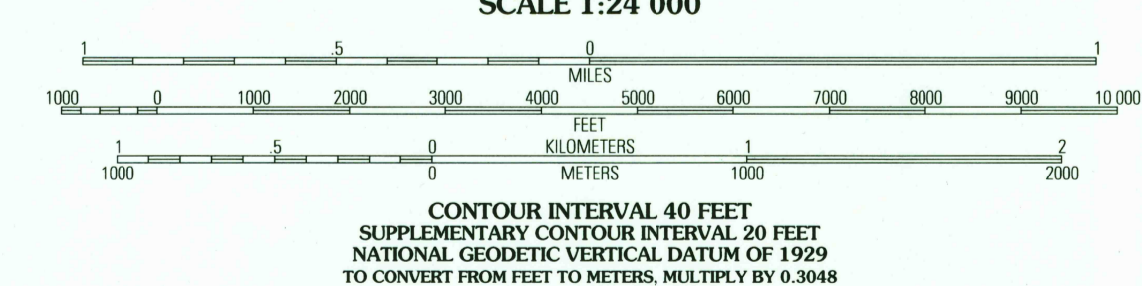 SCALE 1:24 000
1 .5 0 1
MILES
1000 0 1000 2000 3000 4000 5000 6000 7000 8000 9000 10 000
FEET
1 .5 0 KILOMETERS 1 2
1000 0 METERS 1000 2000
CONTOUR INTERVAL 40 FEET
SUPPLEMENTARY CONTOUR INTERVAL 20 FEET
NATIONAL GEODETIC VERTICAL DATUM OF 1929
TO CONVERT FROM FEET TO METERS, MULTIPLY BY 0.3048